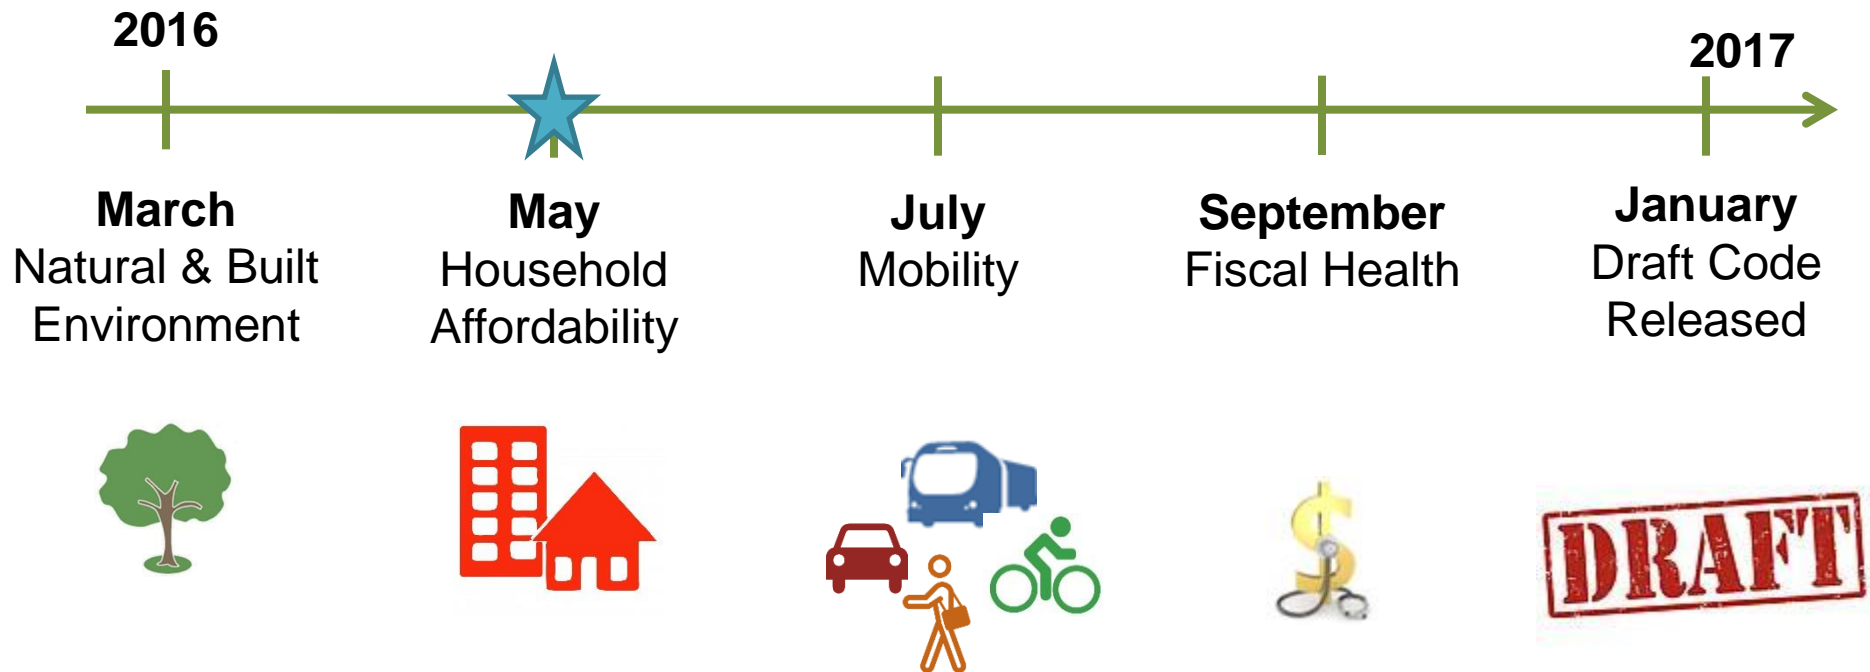 2016
2017
March
Natural & Built
Environment
May
Household
Affordability
July
Mobility
September
Fiscal Health
January
Draft Code
Released
$
DRAFT